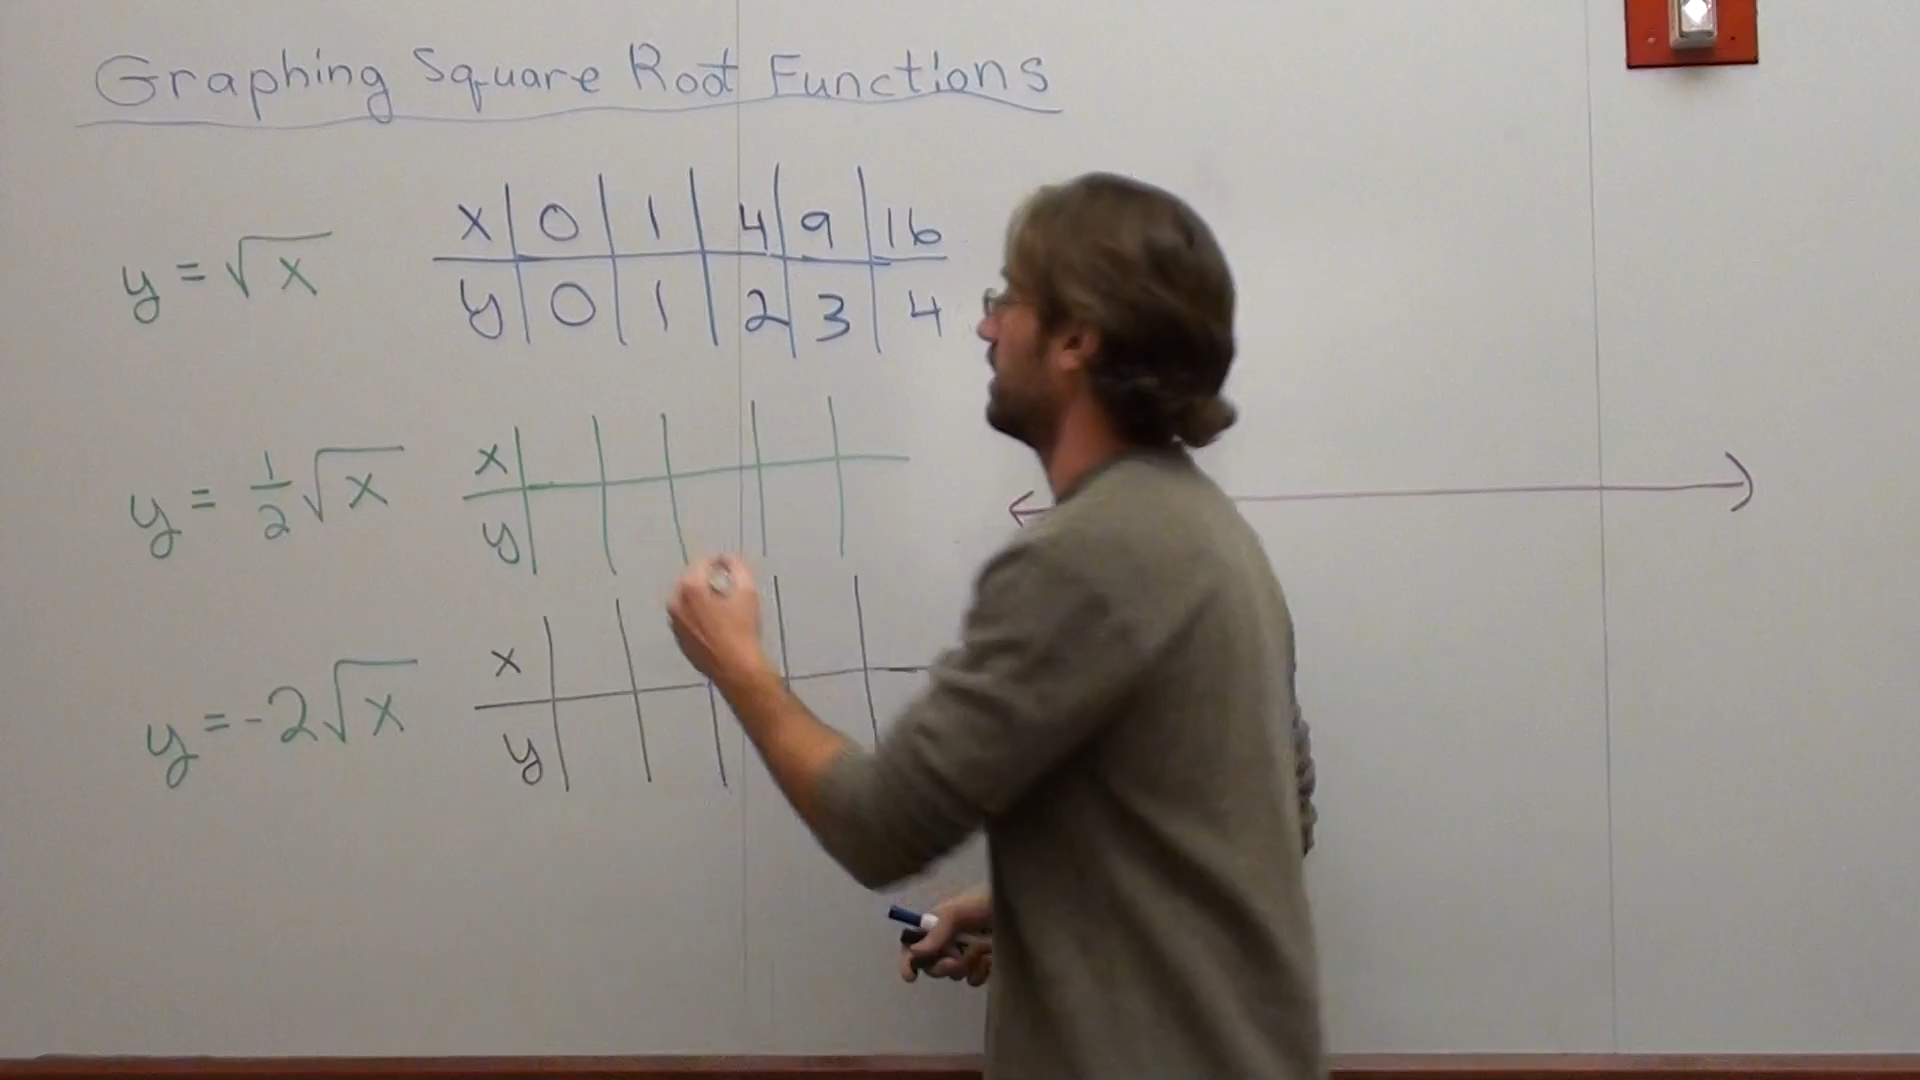 Graphing Square Root Functions
y = √x
x | 0 | 1 | 4 | 9 | 16
y | 0 | 1 | 2 | 3 | 4
y = 1/2 √x
x
y
y = -2√x
x
y